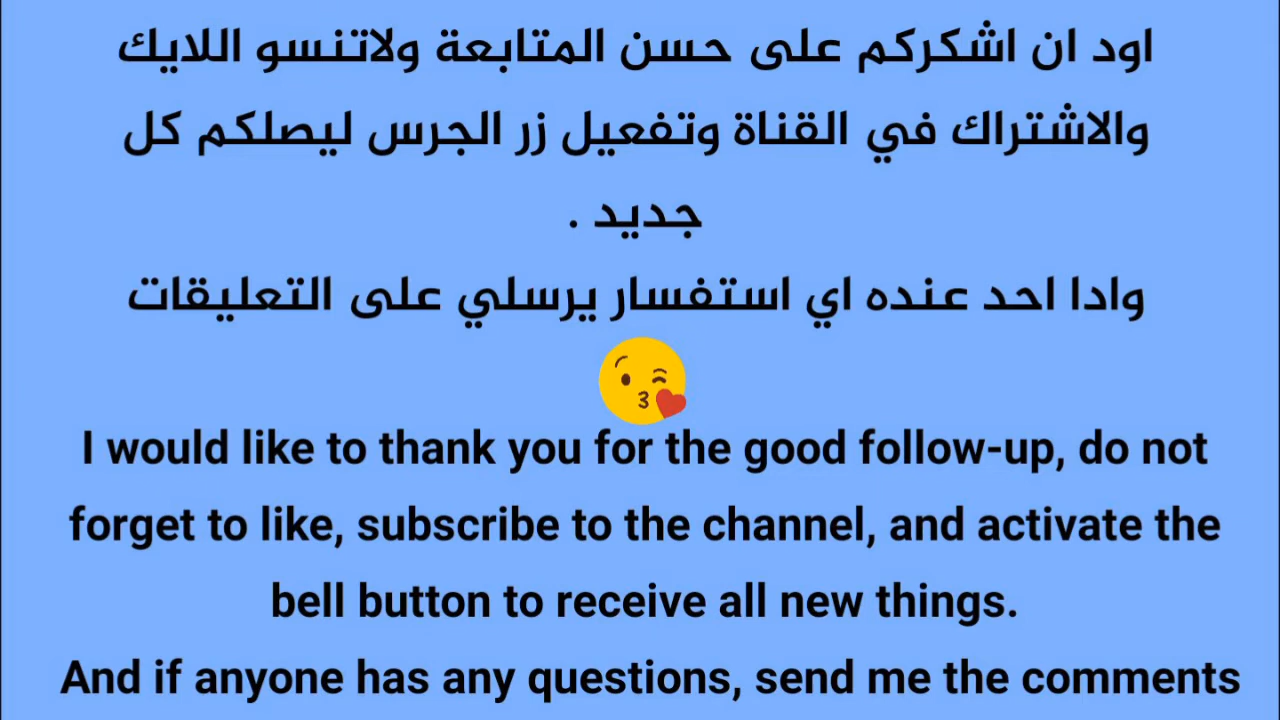 اود ان اشكركم على حسن المتابعة ولاتنسو اللايك
والاشتراك في القناة وتفعيل زر الجرس ليصلكم كل
جديد .
وادا احد عنده اي استفسار يرسلي على التعليقات
😘
I would like to thank you for the good follow-up, do not
forget to like, subscribe to the channel, and activate the
bell button to receive all new things.
And if anyone has any questions, send me the comments